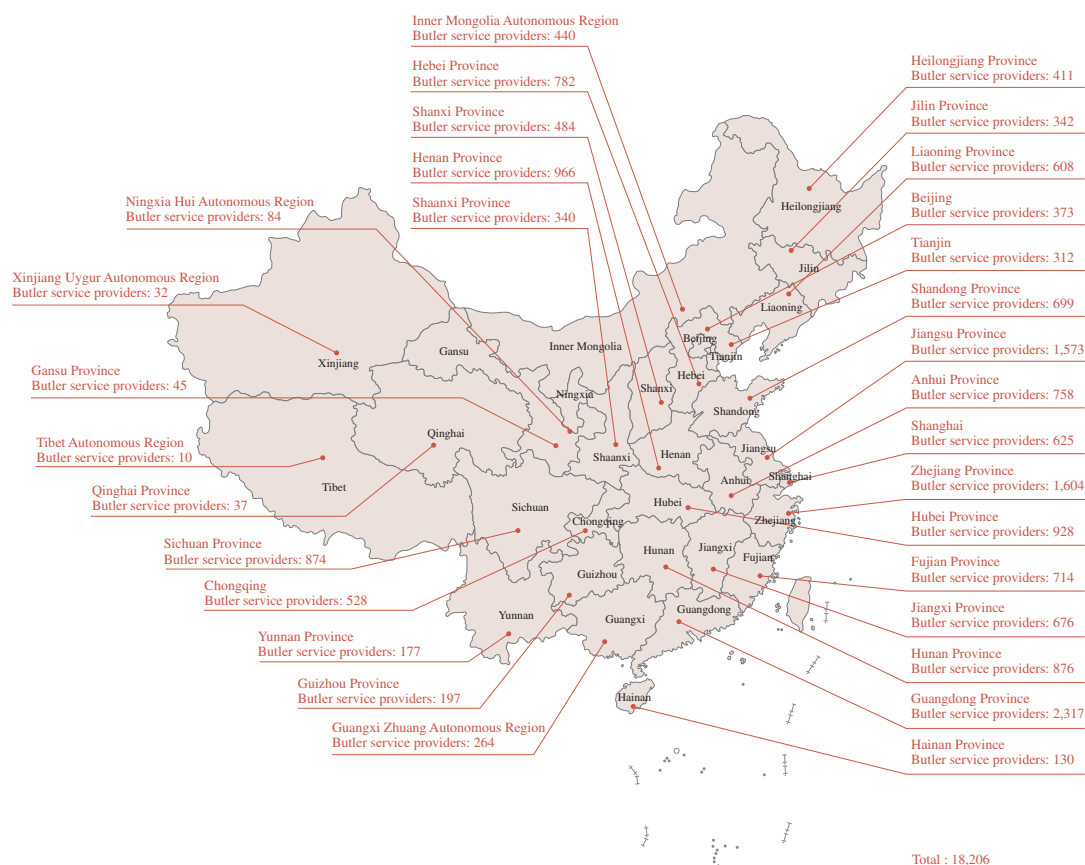 Inner Mongolia Autonomous Region
Butler service providers: 440
Hebei Province
Butler service providers: 782
Shanxi Province
Butler service providers: 484
Henan Province
Butler service providers: 966
Shaanxi Province
Butler service providers: 340
Ningxia Hui Autonomous Region
Butler service providers: 84
Xinjiang Uygur Autonomous Region
Butler service providers: 32
Gansu Province
Butler service providers: 45
Tibet Autonomous Region
Butler service providers: 10
Qinghai Province
Butler service providers: 37
Sichuan Province
Butler service providers: 874
Chongqing
Butler service providers: 528
Yunnan Province
Butler service providers: 177
Guizhou Province
Butler service providers: 197
Guangxi Zhuang Autonomous Region
Butler service providers: 264
Heilongjiang Province
Butler service providers: 411
Jilin Province
Butler service providers: 342
Liaoning Province
Butler service providers: 608
Beijing
Butler service providers: 373
Tianjin
Butler service providers: 312
Shandong Province
Butler service providers: 699
Jiangsu Province
Butler service providers: 1,573
Anhui Province
Butler service providers: 758
Shanghai
Butler service providers: 625
Zhejiang Province
Butler service providers: 1,604
Hubei Province
Butler service providers: 928
Fujian Province
Butler service providers: 714
Jiangxi Province
Butler service providers: 676
Hunan Province
Butler service providers: 876
Guangdong Province
Butler service providers: 2,317
Hainan Province
Butler service providers: 130
Heilongjiang
Jilin
Liaoning
Beijing
Tianjin
Inner Mongolia
Gansu
Xinjiang
Hebei
Shanxi
Ningxia
Shandong
Qinghai
Shaanxi
Henan
Jiangsu
Anhui
Shanghai
Tibet
Sichuan
Chongqing
Hubei
Zhejiang
Hunan
Jiangxi
Fujian
Guizhou
Yunnan
Guangxi
Guangdong
Hainan
Total : 18,206